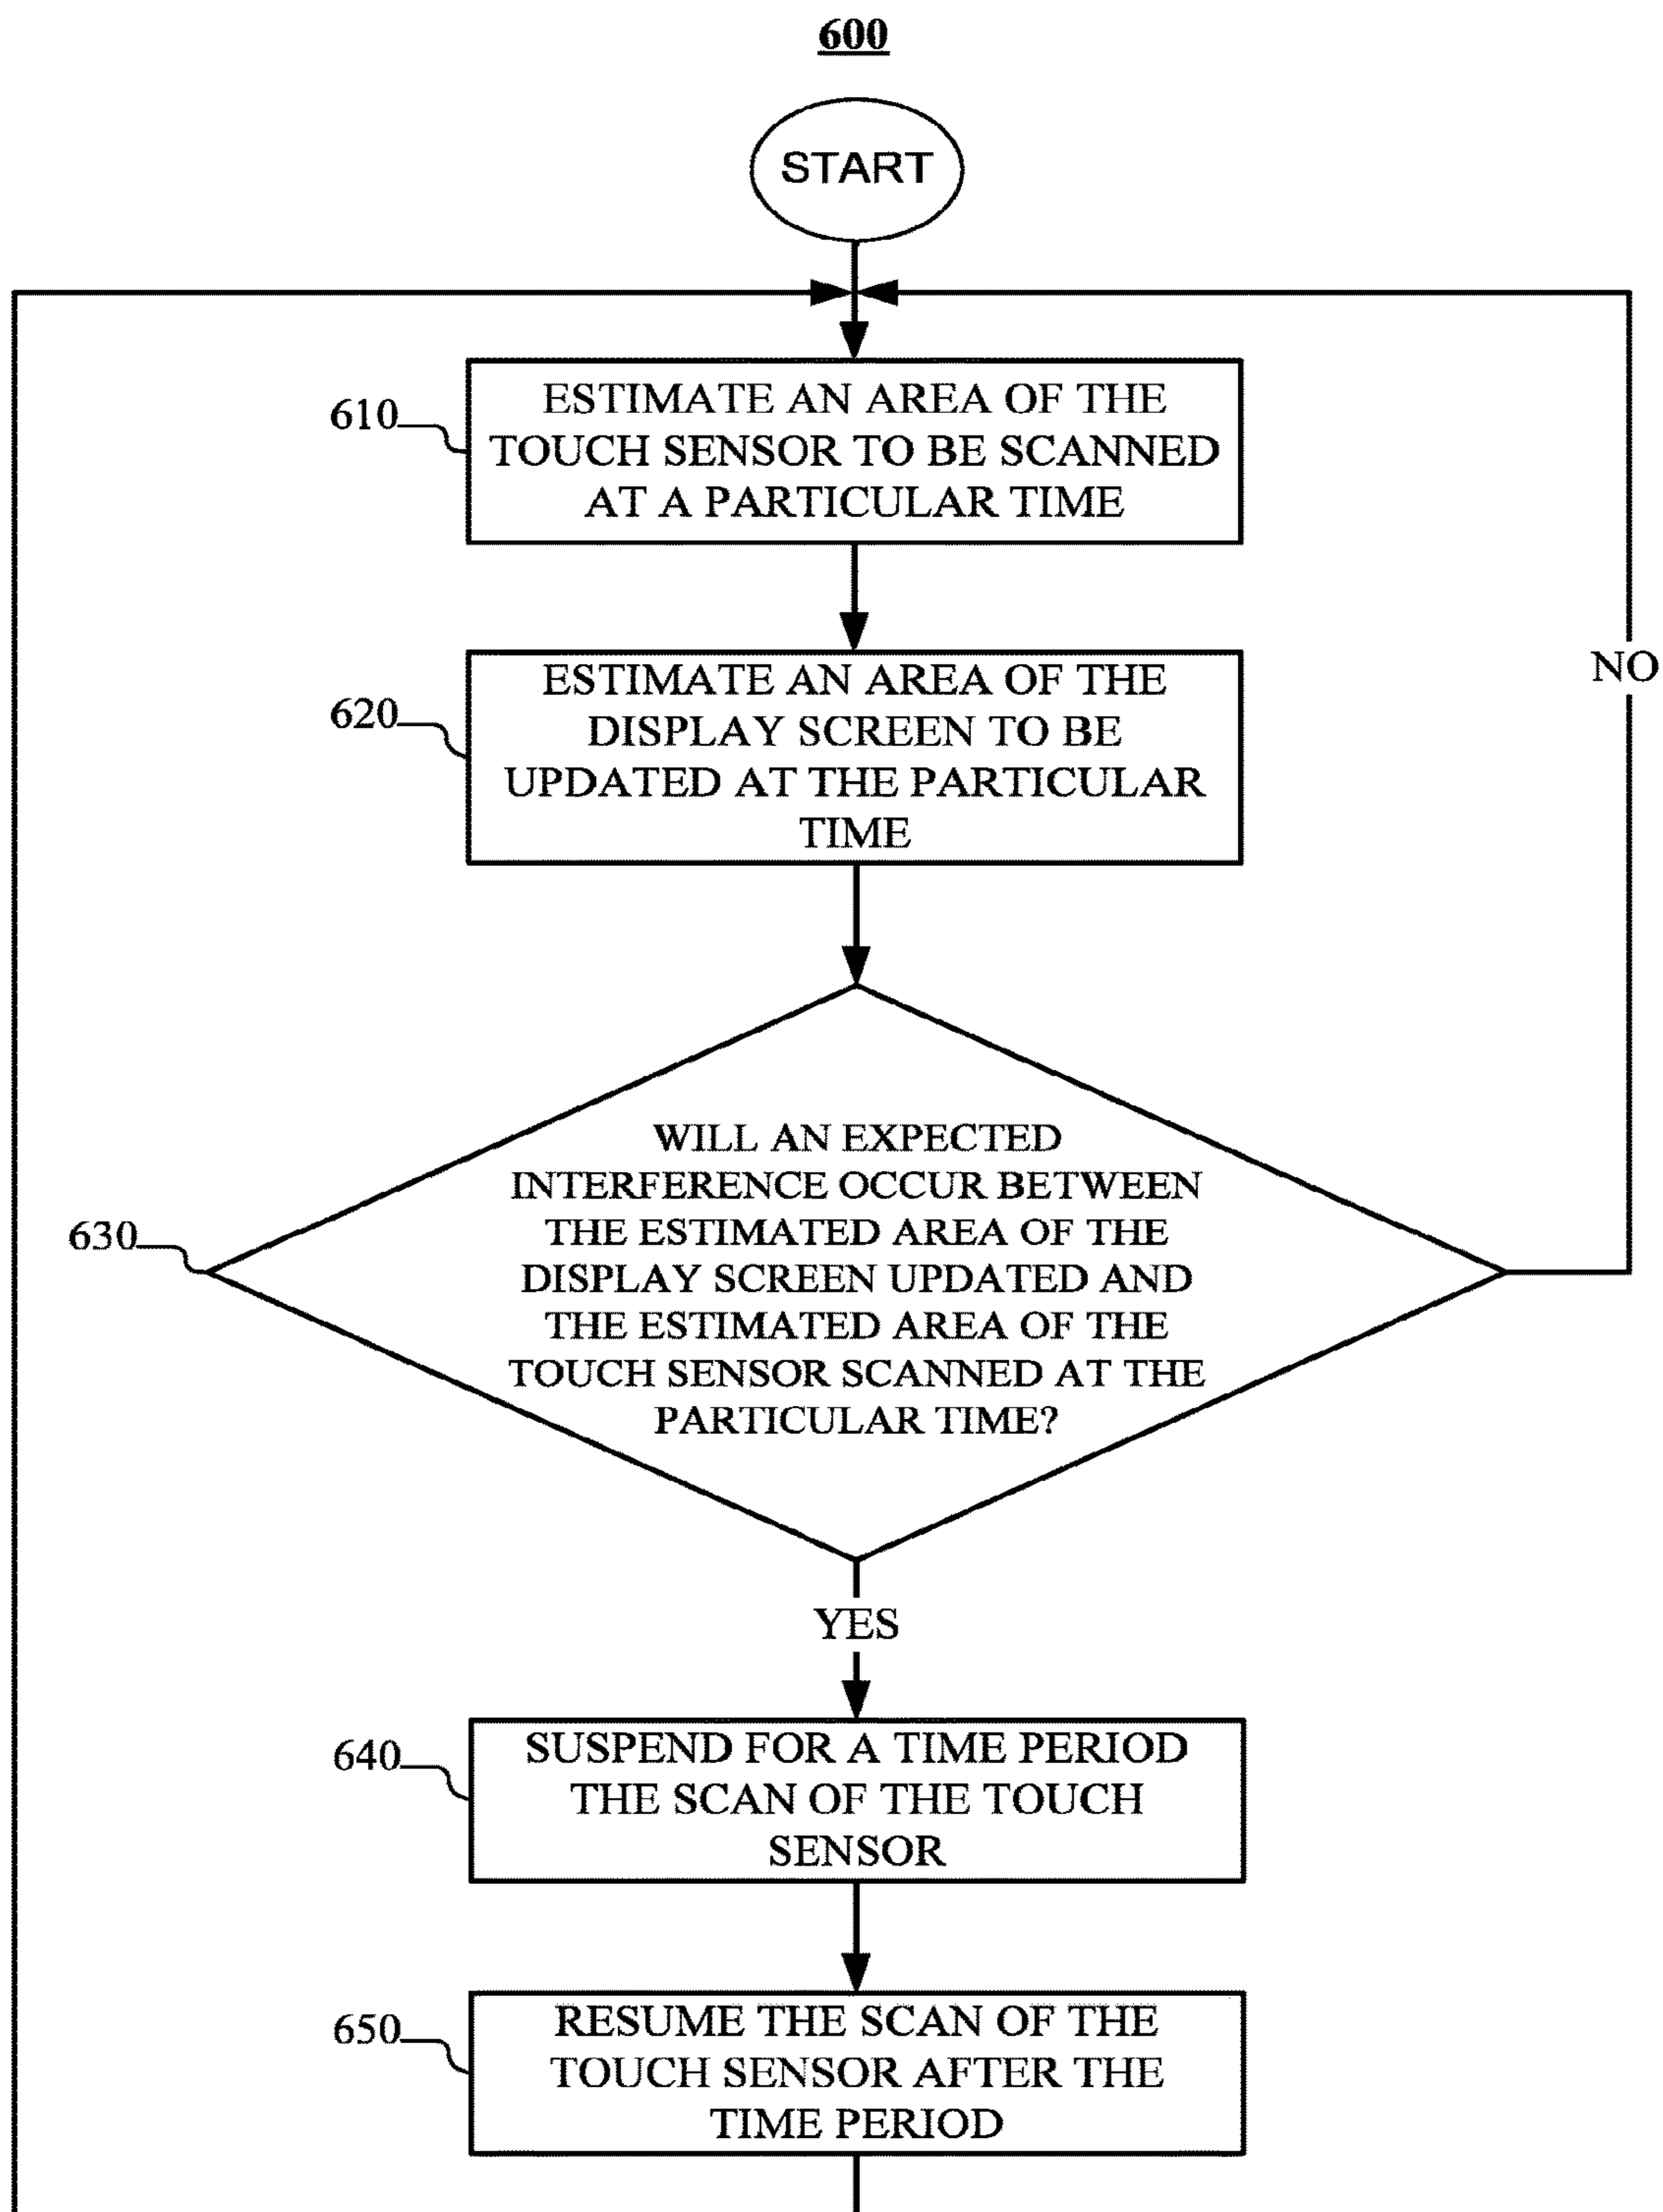 600
START
610
ESTIMATE AN AREA OF THE
TOUCH SENSOR TO BE SCANNED
AT A PARTICULAR TIME
620
ESTIMATE AN AREA OF THE
DISPLAY SCREEN TO BE
UPDATED AT THE PARTICULAR
TIME
NO
630
WILL AN EXPECTED
INTERFERENCE OCCUR BETWEEN
THE ESTIMATED AREA OF THE
DISPLAY SCREEN UPDATED AND
THE ESTIMATED AREA OF THE
TOUCH SENSOR SCANNED AT THE
PARTICULAR TIME?
YES
640
SUSPEND FOR A TIME PERIOD
THE SCAN OF THE TOUCH
SENSOR
650
RESUME THE SCAN OF THE
TOUCH SENSOR AFTER THE
TIME PERIOD